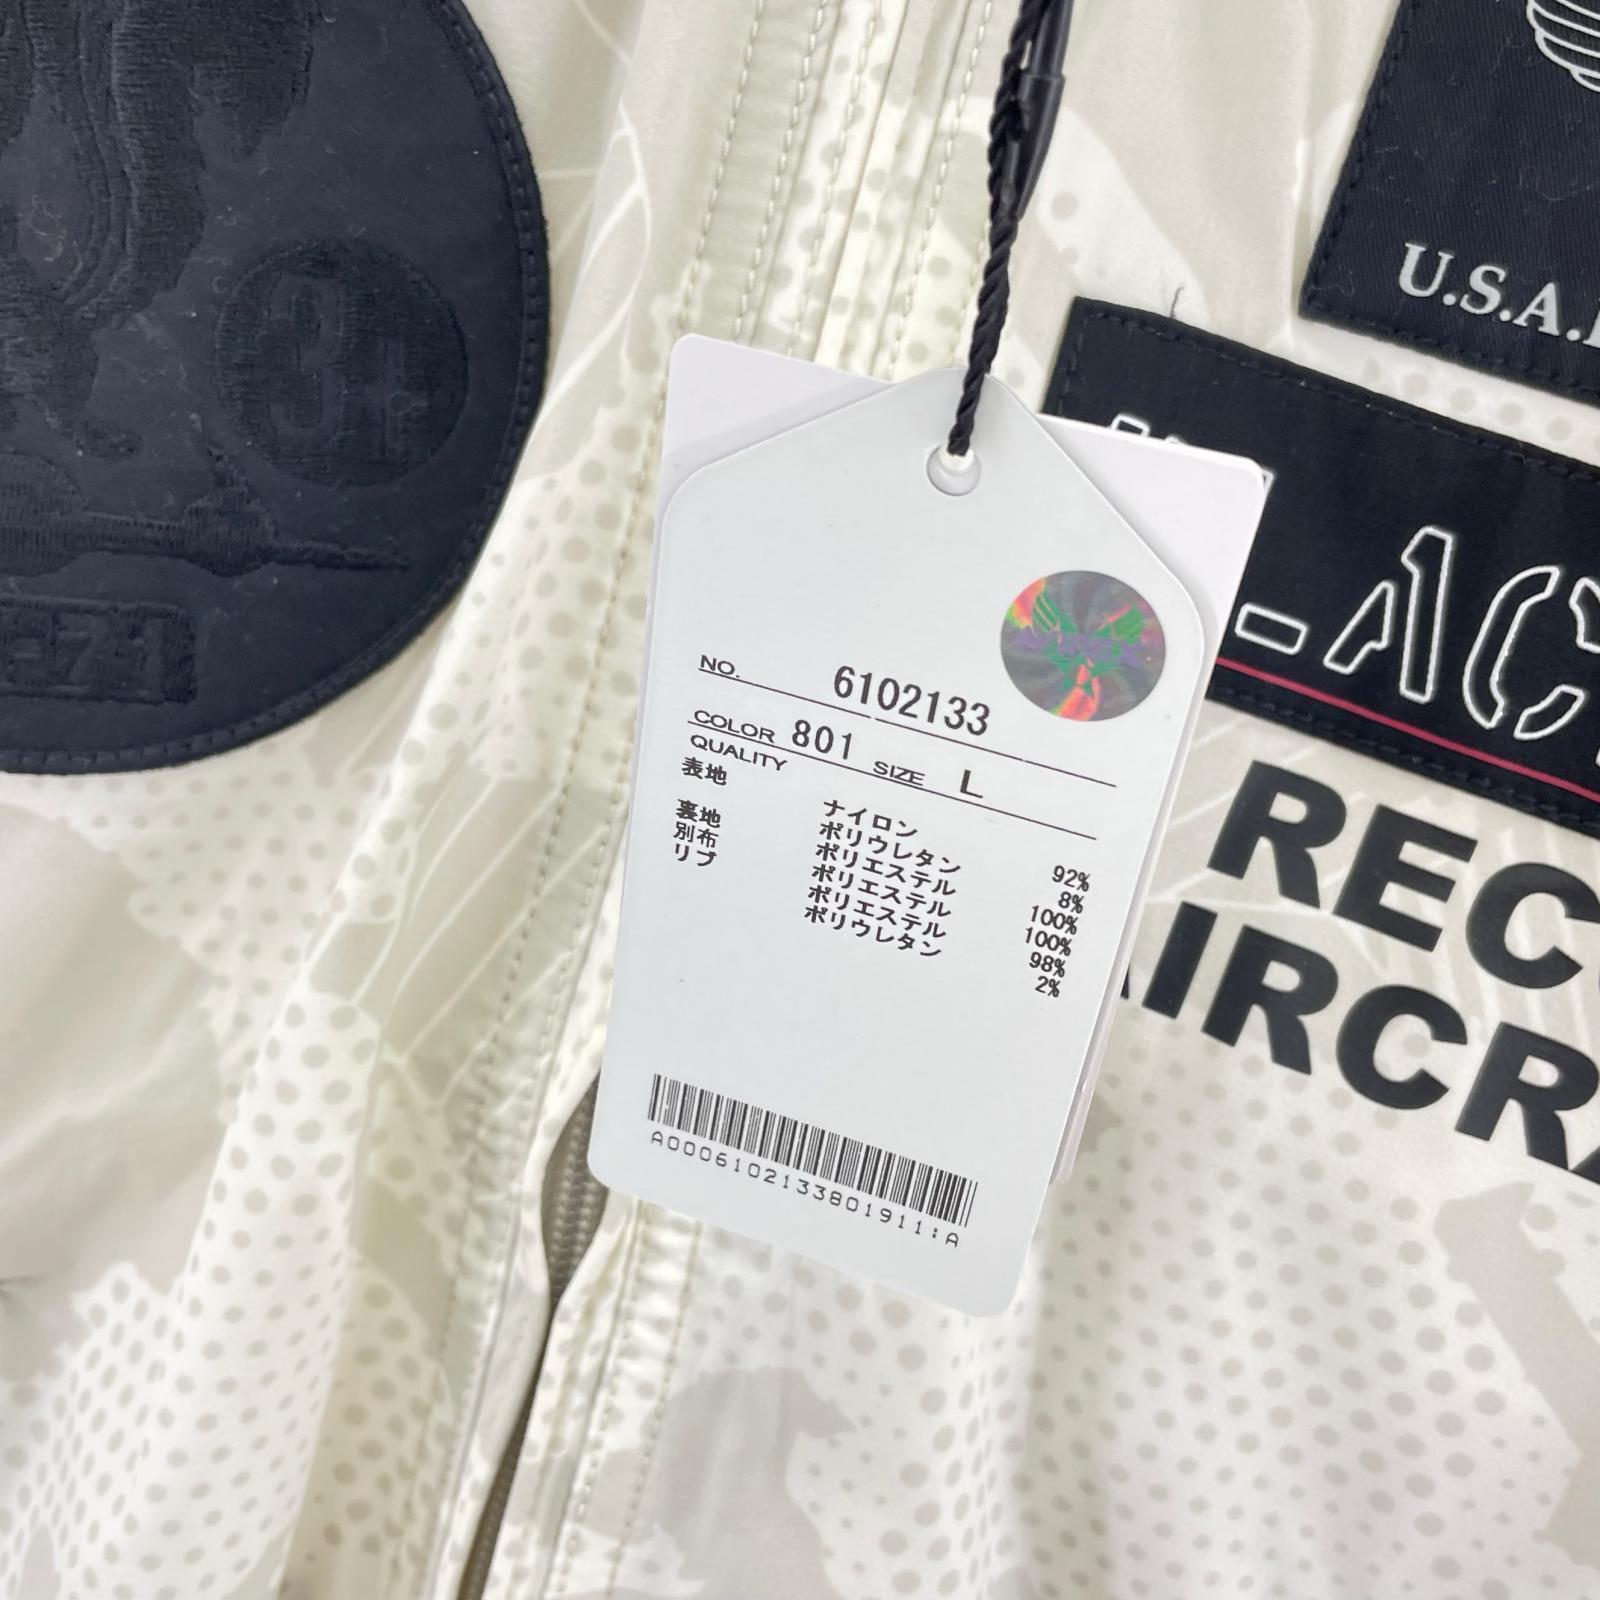 3
E-71
U.S.A.
-AC
REC
AIRCRA
NO. 6102133
COLOR 801 SIZE L
QUALITY
表地 ナイロン 92%
ポリウレタン 8%
裏地 ポリエステル 100%
別布 ポリエステル 100%
リブ ポリエステル 98%
ポリウレタン 2%
A0006102133801911:A